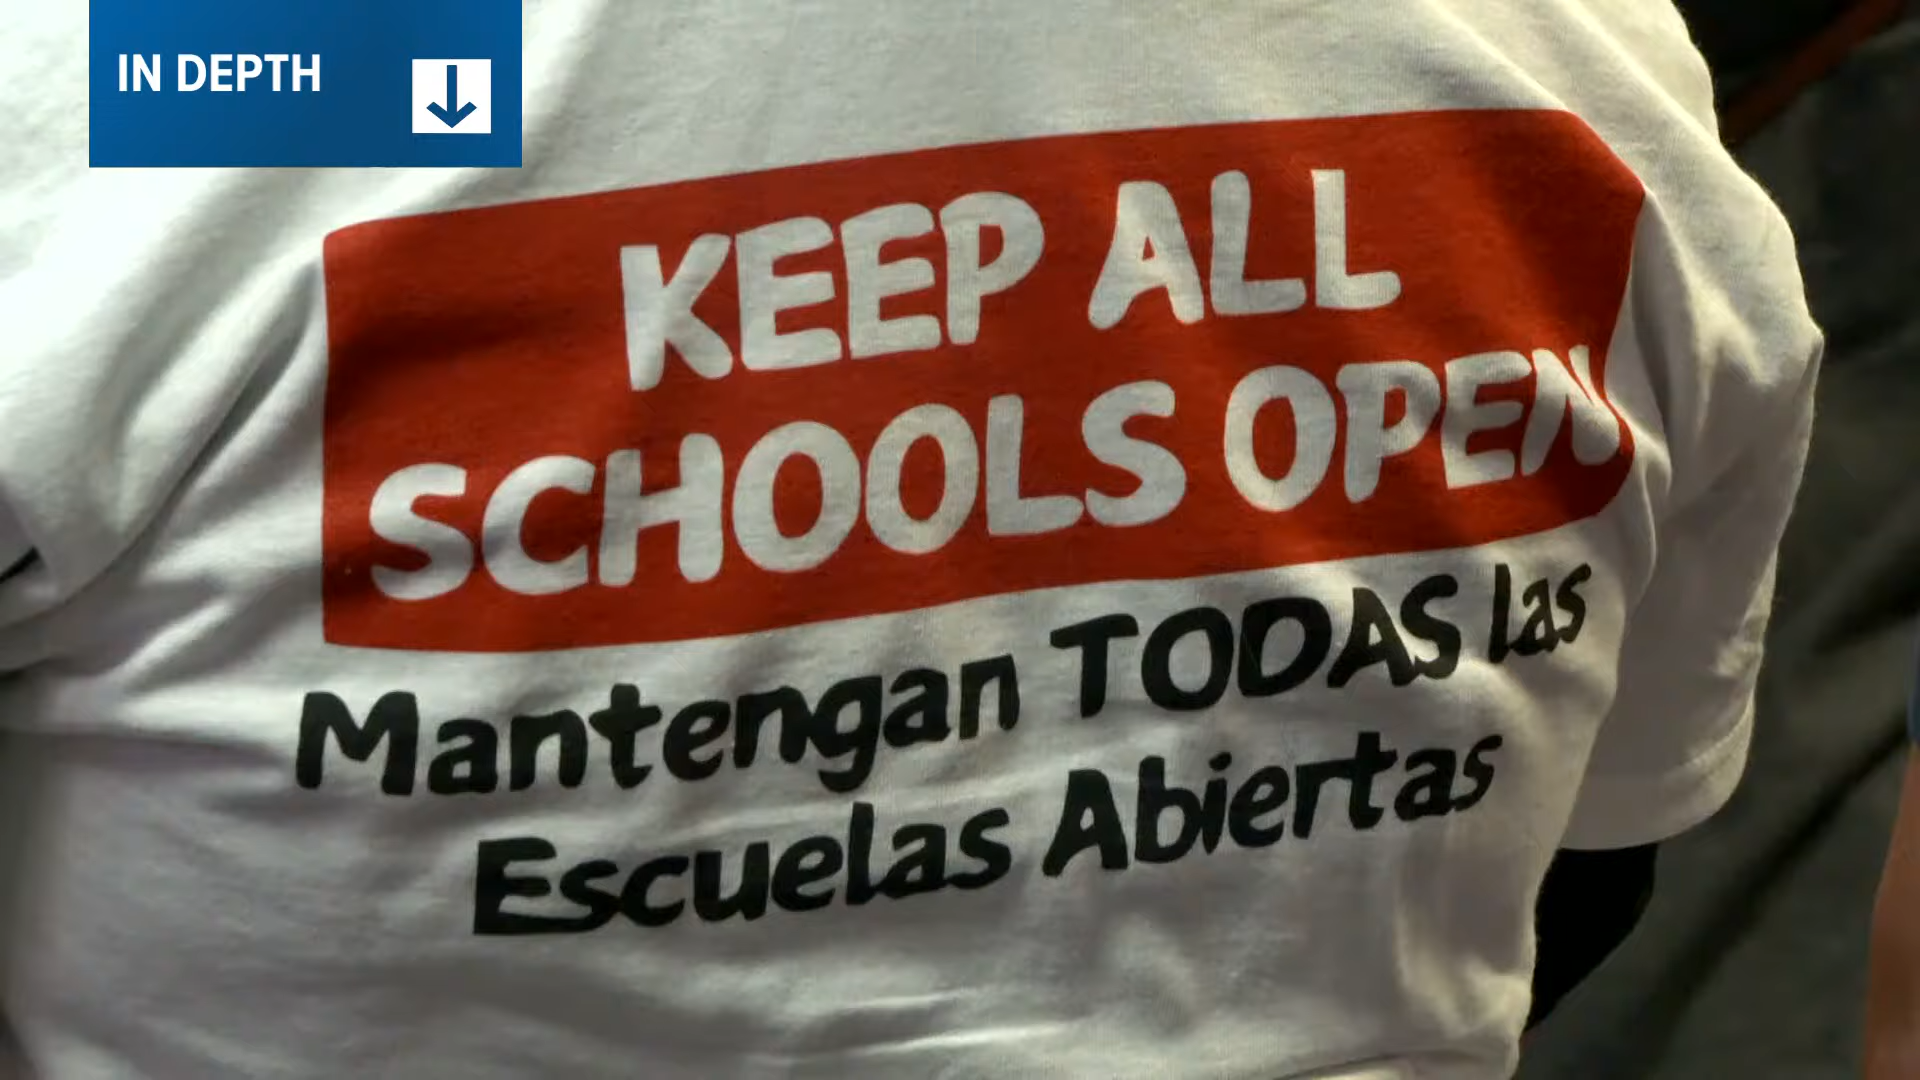 IN DEPTH
KEEP ALL
SCHOOLS OPEN
Mantengan TODAS las
Escuelas Abiertas